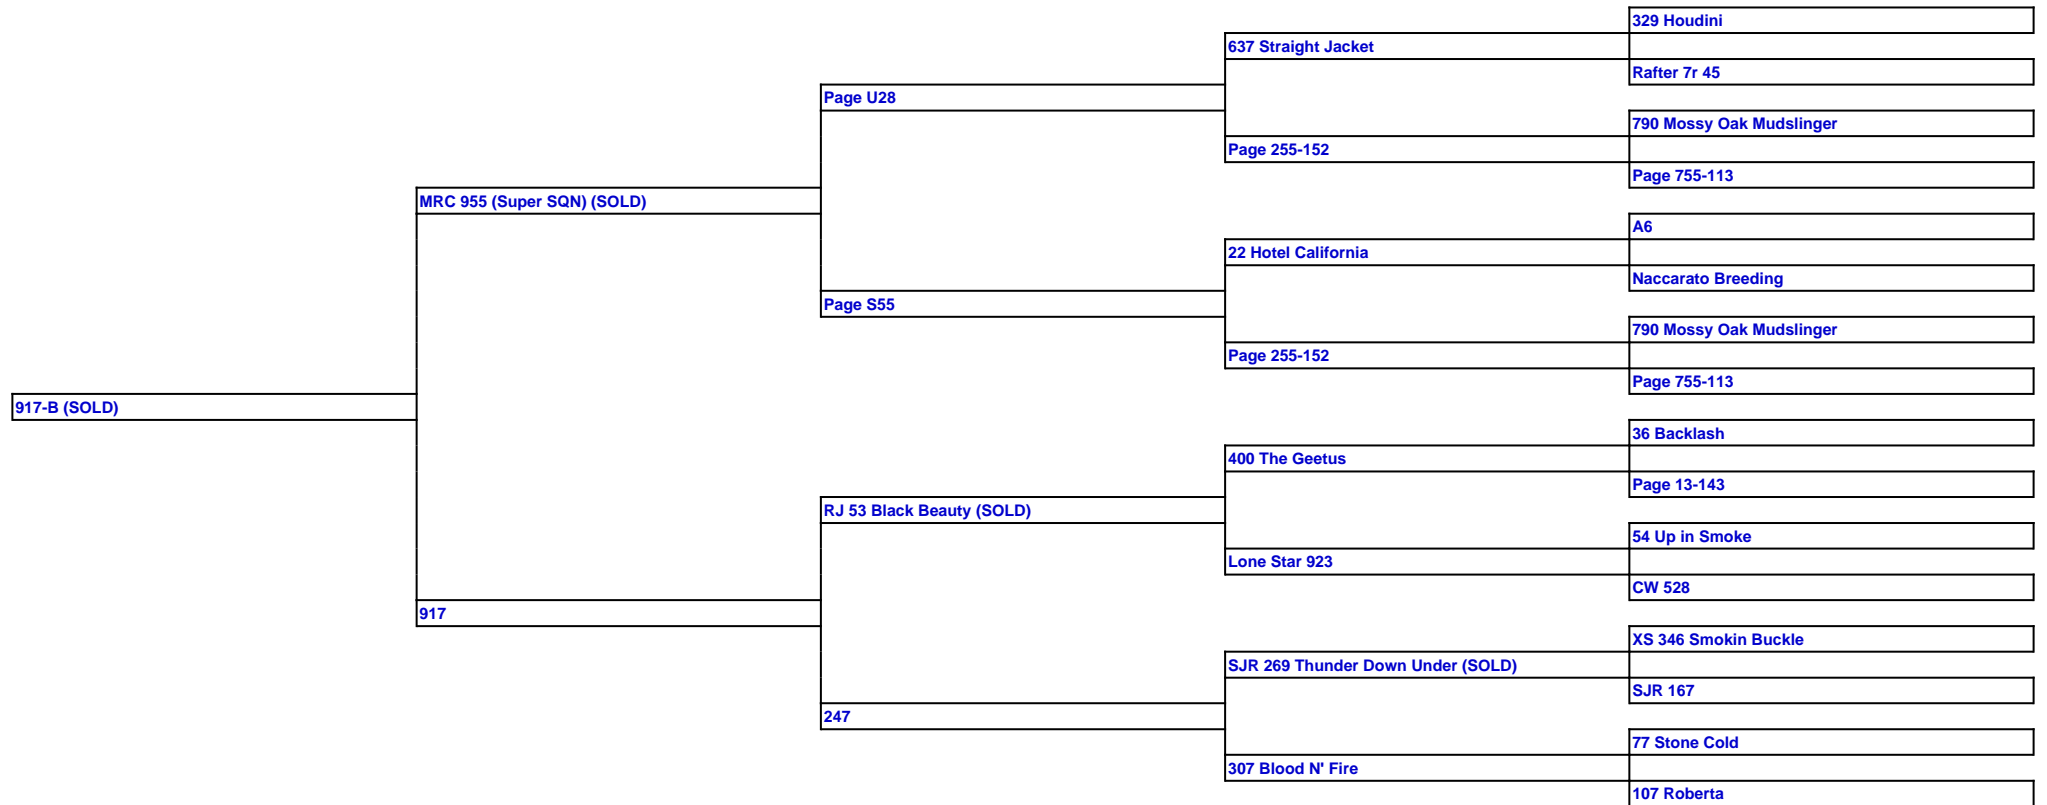 329 Houdini
637 Straight Jacket
Rafter 7r 45
Page U28
790 Mossy Oak Mudslinger
Page 255-152
Page 755-113
MRC 955 (Super SQN) (SOLD)
A6
22 Hotel California
Naccarato Breeding
Page S55
790 Mossy Oak Mudslinger
Page 255-152
Page 755-113
917-B (SOLD)
36 Backlash
400 The Geetus
Page 13-143
RJ 53 Black Beauty (SOLD)
54 Up in Smoke
Lone Star 923
CW 528
917
XS 346 Smokin Buckle
SJR 269 Thunder Down Under (SOLD)
SJR 167
247
77 Stone Cold
307 Blood N' Fire
107 Roberta